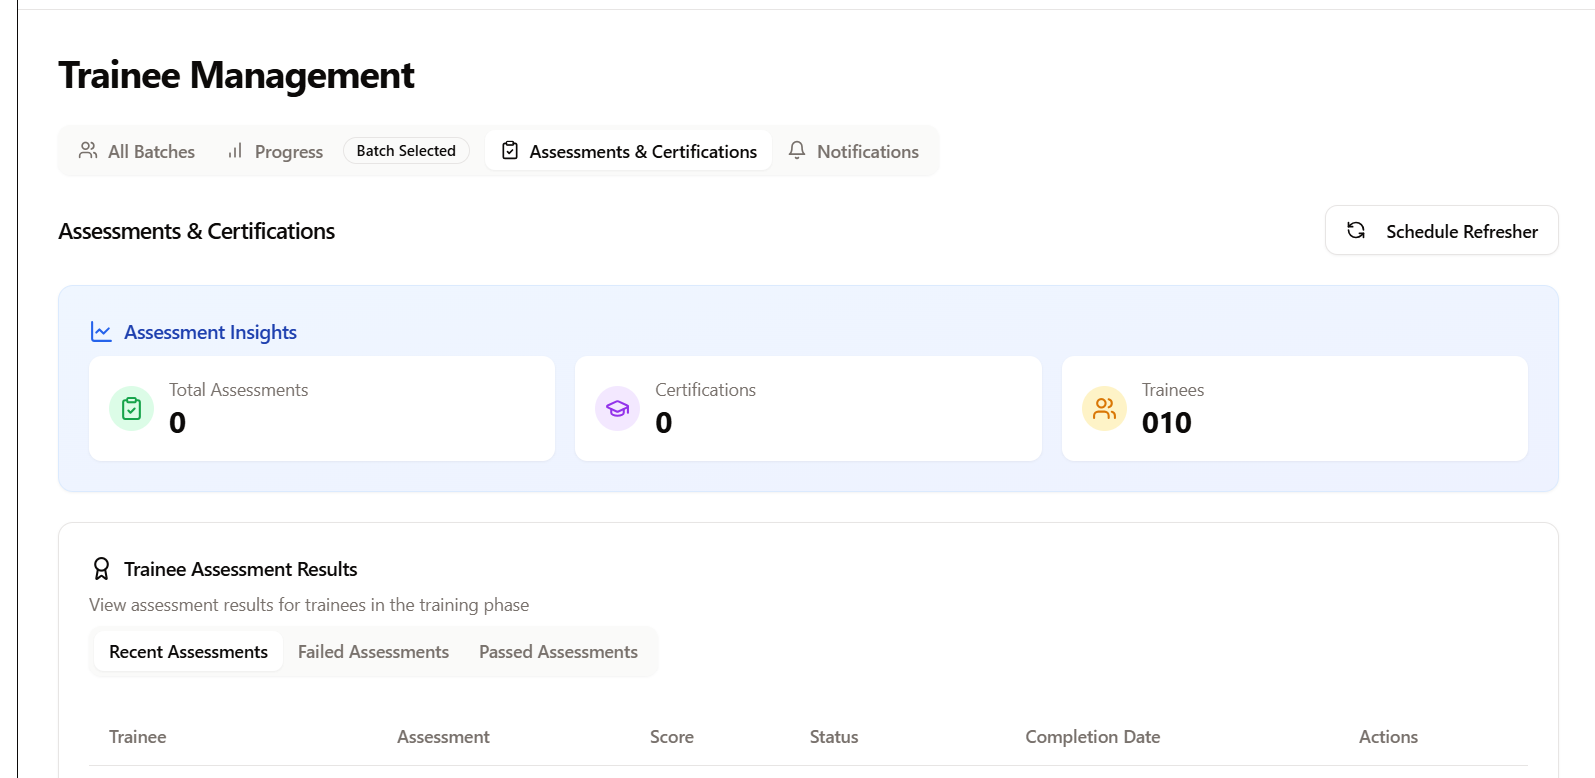 Trainee Management
All Batches Progress Batch Selected Assessments & Certifications Notifications
Assessments & Certifications Schedule Refresher
Assessment Insights
Total Assessments
0
Certifications
0
Trainees
010
Trainee Assessment Results
View assessment results for trainees in the training phase
Recent Assessments Failed Assessments Passed Assessments
Trainee Assessment Score Status Completion Date Actions